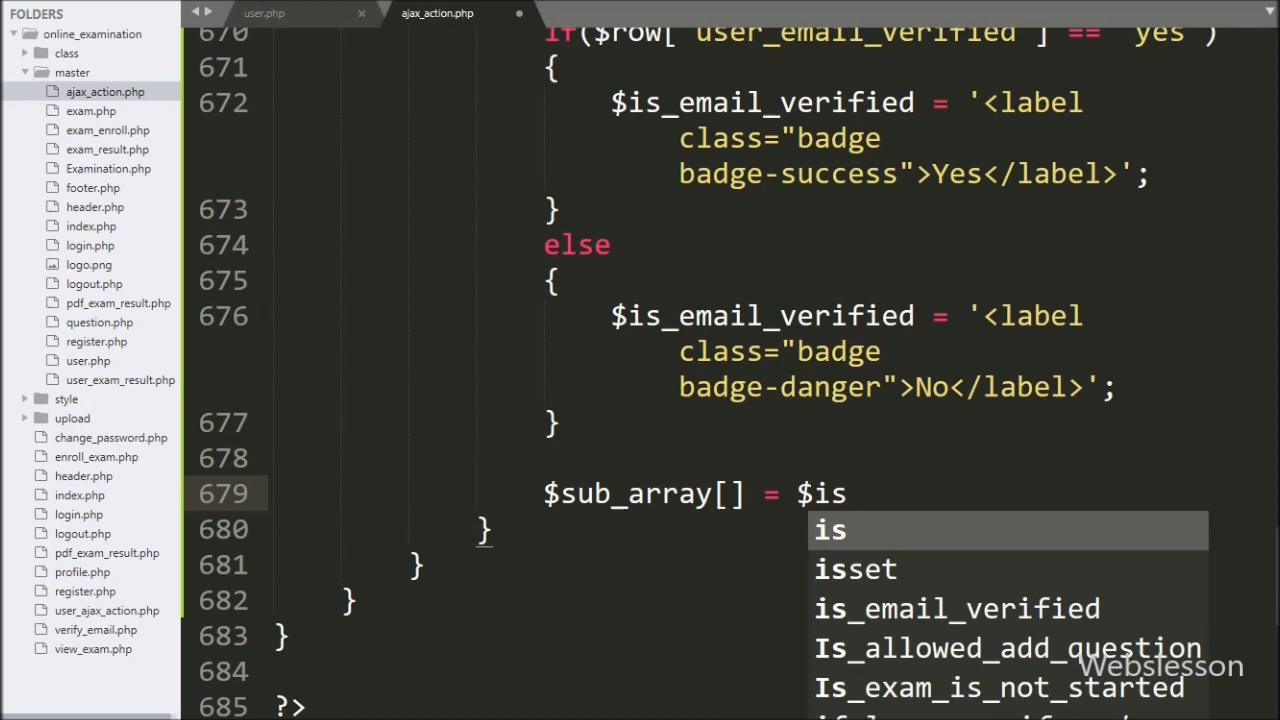 FOLDERS
online_examination
class
master
ajax_action.php
exam.php
exam_enroll.php
exam_result.php
Examination.php
footer.php
header.php
index.php
login.php
logo.png
logout.php
pdf_exam_result.php
question.php
register.php
user.php
user_exam_result.php
style
upload
change_password.php
enroll_exam.php
header.php
index.php
login.php
logout.php
pdf_exam_result.php
profile.php
register.php
user_ajax_action.php
verify_email.php
view_exam.php
user.php
ajax_action.php
670 if($row['user_email_verified'] == 'yes')
671 {
672 $is_email_verified = '<label
class="badge
badge-success">Yes</label>';
673 }
674 else
675 {
676 $is_email_verified = '<label
class="badge
badge-danger">No</label>';
677 }
678
679 $sub_array[] = $is
680 }
681 }
682 }
683 }
684
685 ?>
is
isset
is_email_verified
Is_allowed_add_question
Is_exam_is_not_started
Webslesson